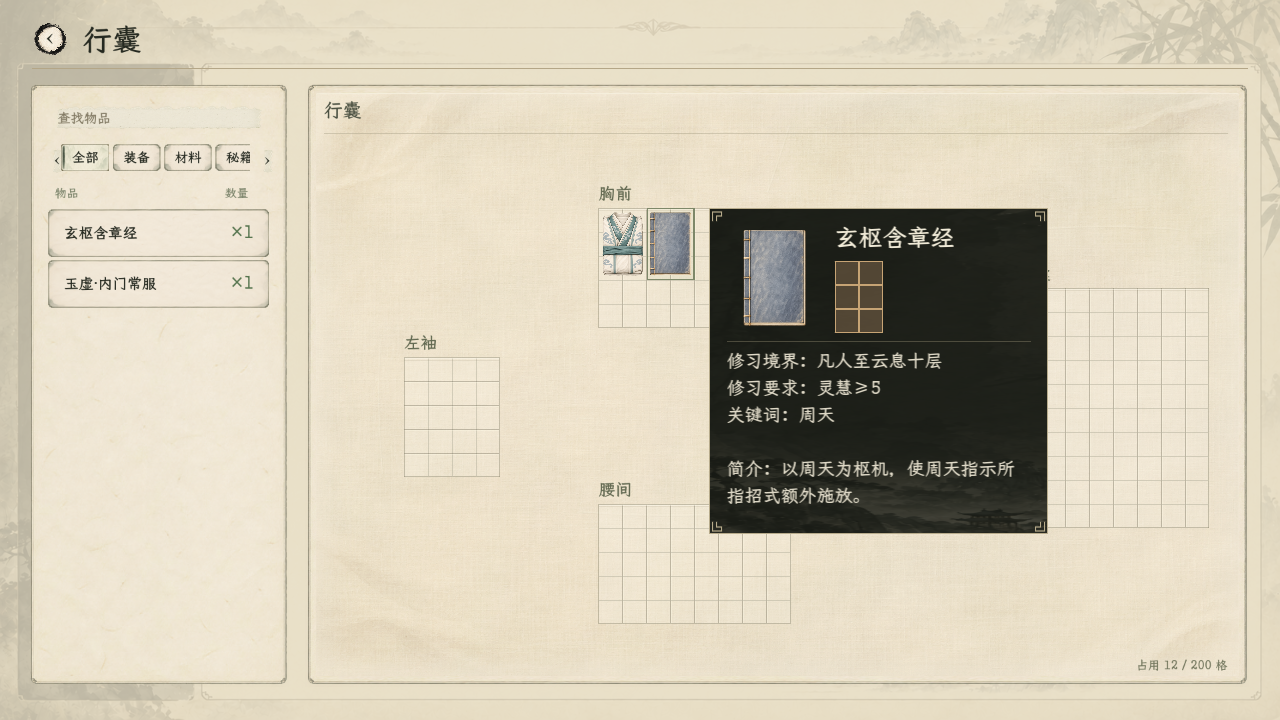 行囊
查找物品
全部
装备
材料
秘籍
物品
数量
玄枢含章经
×1
玉虚·内门常服
×1
行囊
胸前
左袖
腰间
玄枢含章经
修习境界：凡人至云息十层
修习要求：灵慧≥5
关键词：周天
简介：以周天为枢机，使周天指示所
指招式额外施放。
占用 12 / 200 格